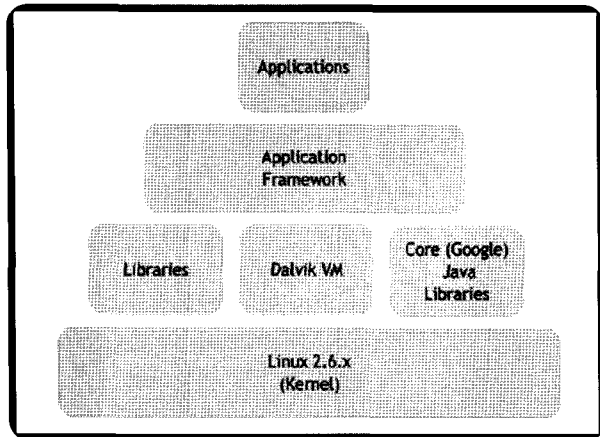 Applications
Application
Framework
Libraries
Dalvik VM
Core (Google)
Java
Libraries
Linux 2.6.x
(Kernel)